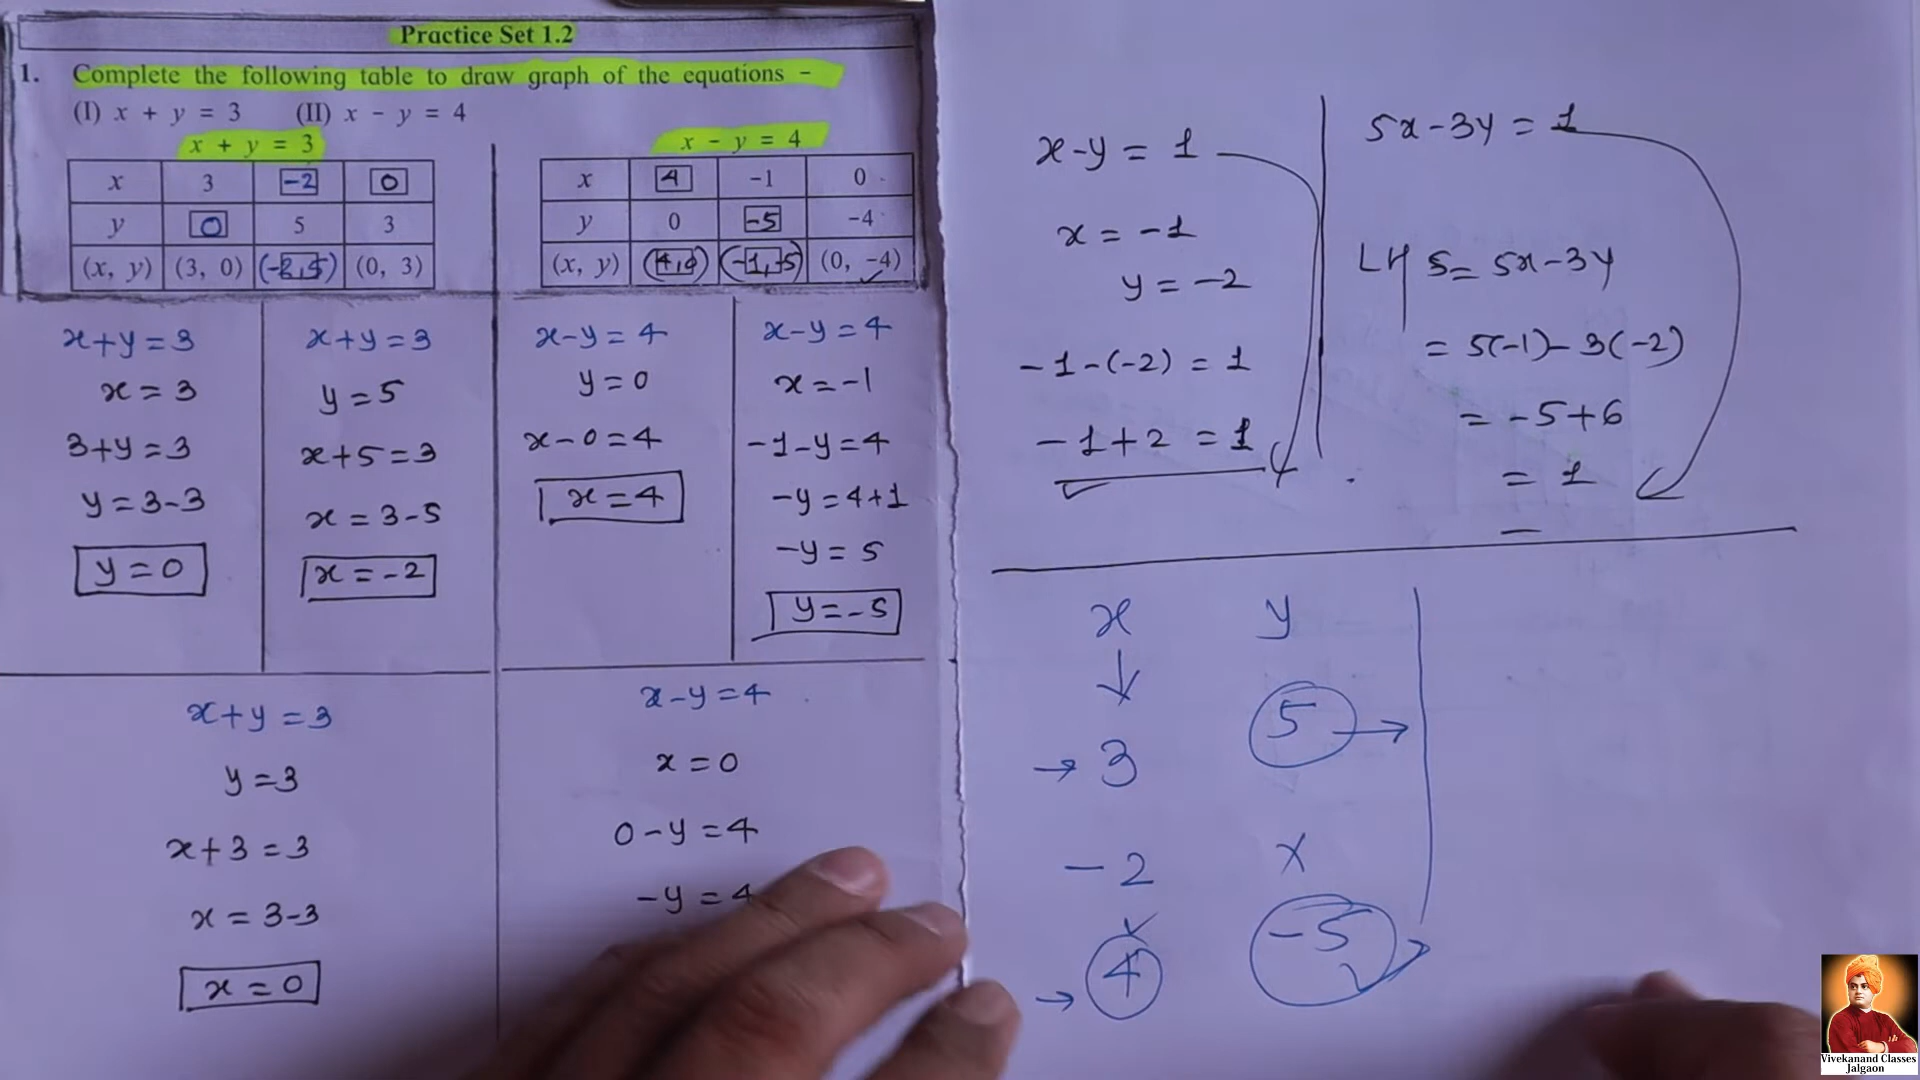 Practice Set 1.2
1. Complete the following table to draw graph of the equations -
(I) x + y = 3 (II) x - y = 4
x + y = 3
x 3 -2 0
y 0 5 3
(x, y) (3, 0) (-2,5) (0, 3)
x - y = 4
x 4 -1 0
y 0 -5 -4
(x, y) (4,0) (-1,-5) (0, -4)
x+y=3
x=3
3+y=3
y=3-3
y=0
x+y=3
y=5
x+5=3
x=3-5
x=-2
x-y=4
y=0
x-0=4
x=4
x-y=4
x=-1
-1-y=4
-y=4+1
-y=5
y=-5
x+y=3
y=3
x+3=3
x=3-3
x=0
x-y=4
x=0
0-y=4
-y=4
x-y=1
x=-1
y=-2
-1-(-2)=1
-1+2=1
5x-3y=1
LHS=5x-3y
=5(-1)-3(-2)
=-5+6
=1
x y
3 5
-2 x
4 -5
Vivekanand Classes
Jalgaon